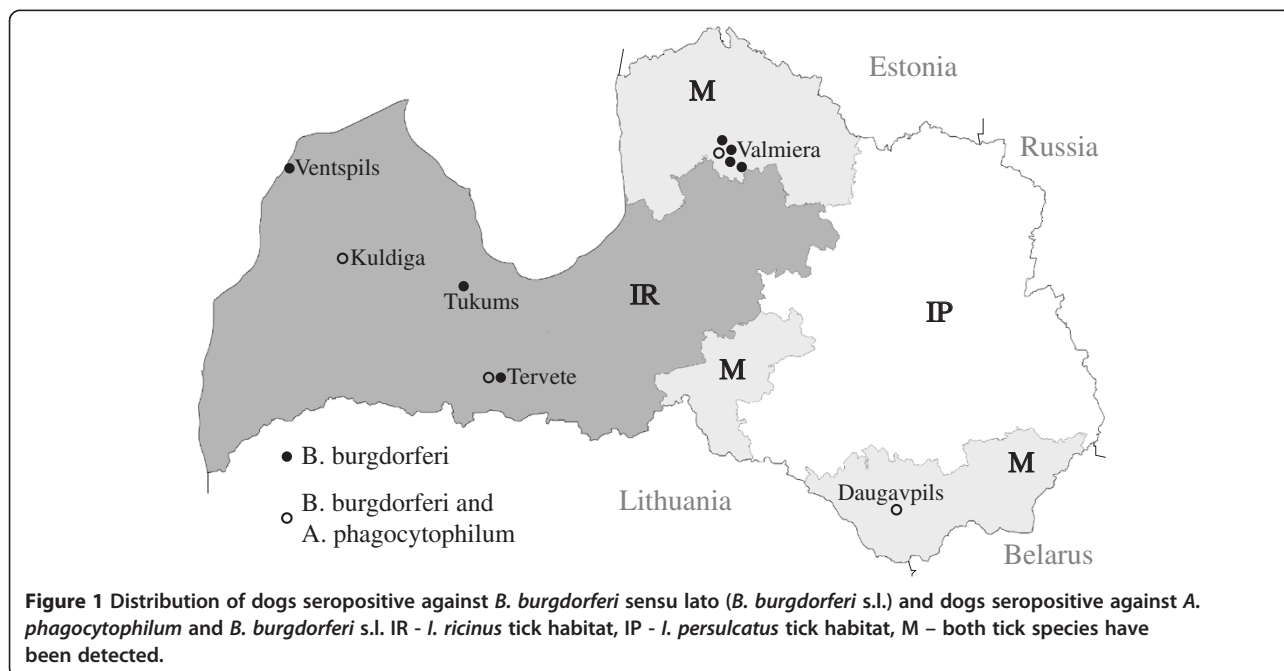 Estonia
M
Valmiera
Russia
Ventspils
Kuldiga
Tukums
IR
IP
M
Tervete
B. burgdorferi
B. burgdorferi and
A. phagocytophilum
Lithuania
M
Daugavpils
Belarus
Figure 1 Distribution of dogs seropositive against B. burgdorferi sensu lato (B. burgdorferi s.l.) and dogs seropositive against A.
phagocytophilum and B. burgdorferi s.l. IR - I. ricinus tick habitat, IP - I. persulcatus tick habitat, M – both tick species have
been detected.